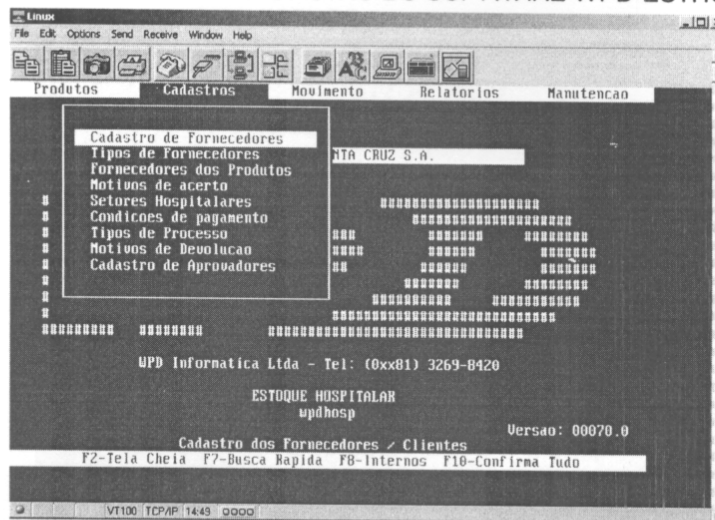 Linux
File Edit Options Send Receive Window Help
Produtos Cadastros Movimento Relatorios Manutencao
Cadastro de Fornecedores
Tipos de Fornecedores
NTA CRUZ S.A.
Fornecedores dos Produtos
Motivos de acerto
Setores Hospitalares
Condicoes de pagamento
Tipos de Processo
Motivos de Devolucao
Cadastro de Aprovadores
WPD Informatica Ltda - Tel: (0xx81) 3269-8420
ESTOQUE HOSPITALAR
wpdhosp
Versao: 00070.0
Cadastro dos Fornecedores / Clientes
F2-Tela Cheia F7-Busca Rapida F8-Internos F10-Confirma Tudo
VT100 TCP/IP 14:43